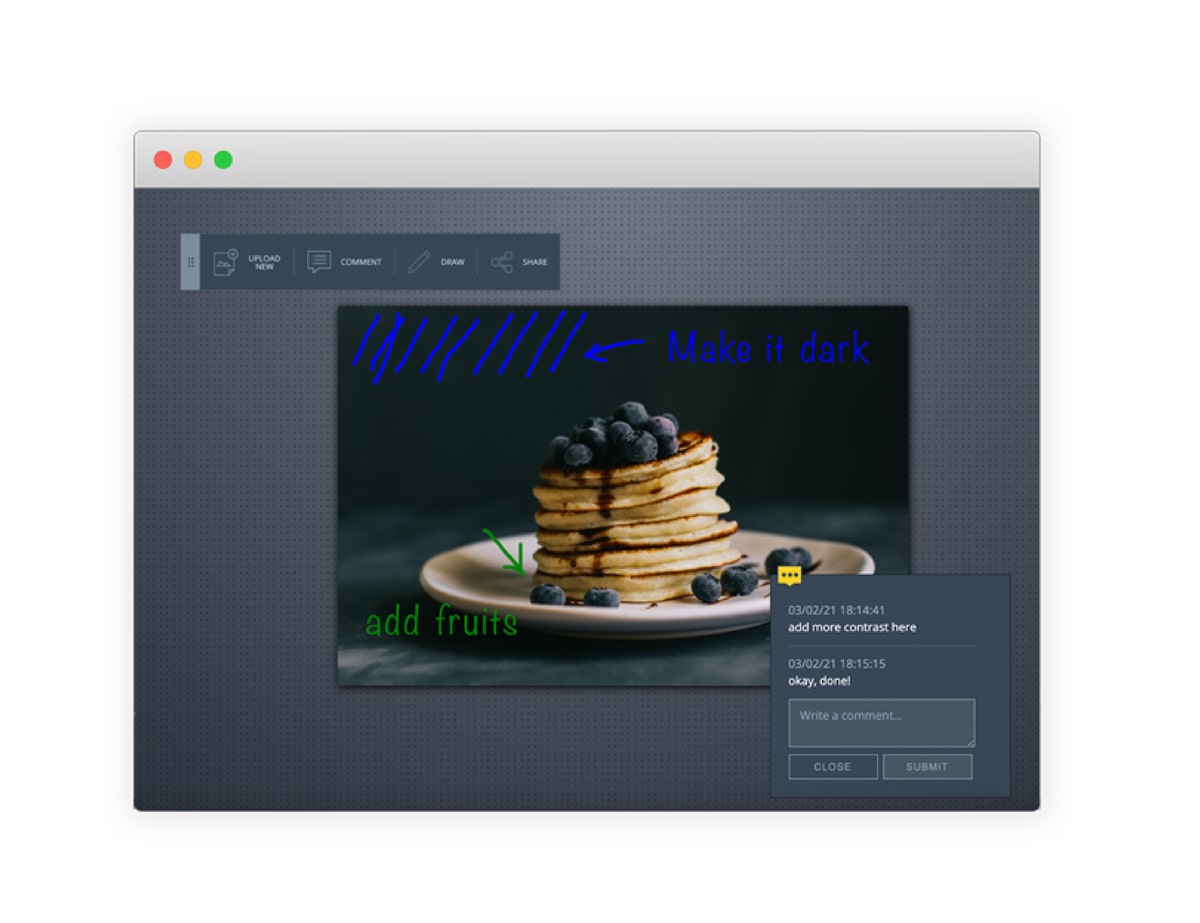 UPLOAD
NEW
COMMENT
DRAW
SHARE
Make it dark
add fruits
03/02/21 18:14:41
add more contrast here
03/02/21 18:15:15
okay, done!
Write a comment...
CLOSE
SUBMIT